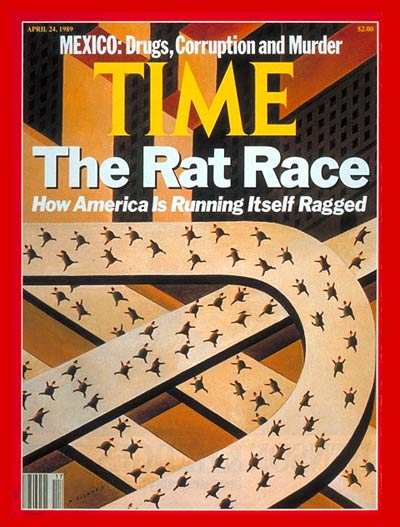 APRIL 24, 1989
$2.00
MEXICO: Drugs, Corruption and Murder
TIME
The Rat Race
How America Is Running Itself Ragged
17